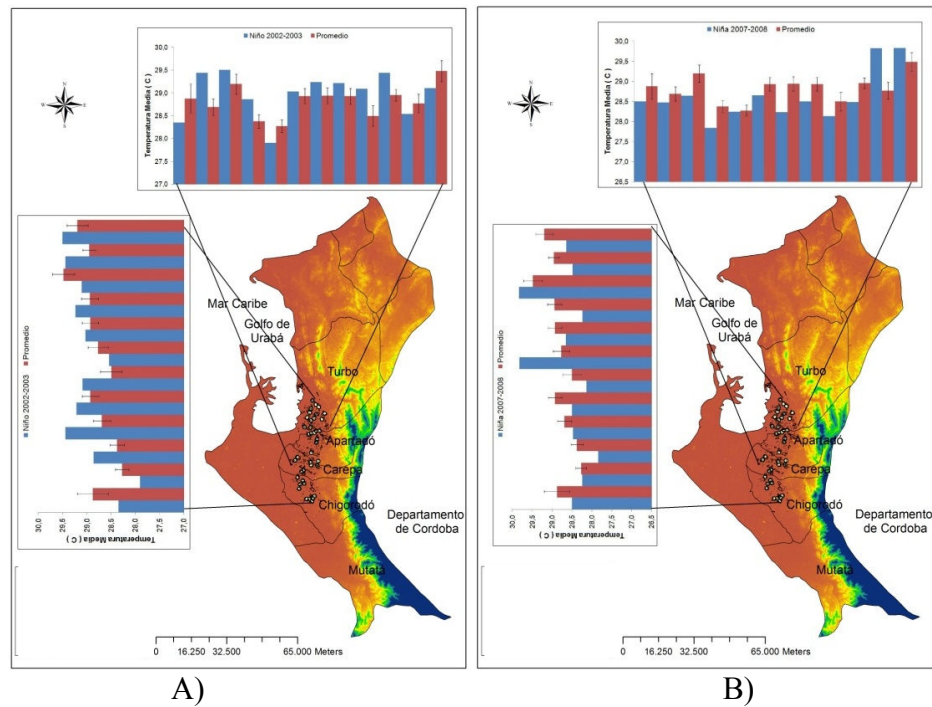 Niño 2002-2003 Promedio
Temperatura Media ( C )
30,0
29,5
29,0
28,5
28,0
27,5
27,0
N
W E
S
Niño 2002-2003 Promedio
30,0 29,5 29,0 28,5 28,0 27,5 27,0
Temperatura Media ( C )
Mar Caribe
Golfo de
Urabá
Turbo
Apartadó
Carepa
Chigorodó
Departamento
de Cordoba
Mutatá
0 16.250 32.500 65.000 Meters
A)
Niña 2007-2008 Promedio
Temperatura Media ( C )
30,0
29,5
29,0
28,5
28,0
27,5
27,0
26,5
N
W E
S
Niña 2007-2008 Promedio
30,0 29,5 29,0 28,5 28,0 27,5 27,0 26,5
Temperatura Media ( C )
Mar Caribe
Golfo de
Urabá
Turbo
Apartadó
Carepa
Chigorodó
Departamento
de Cordoba
Mutatá
0 16.250 32.500 65.000 Meters
B)